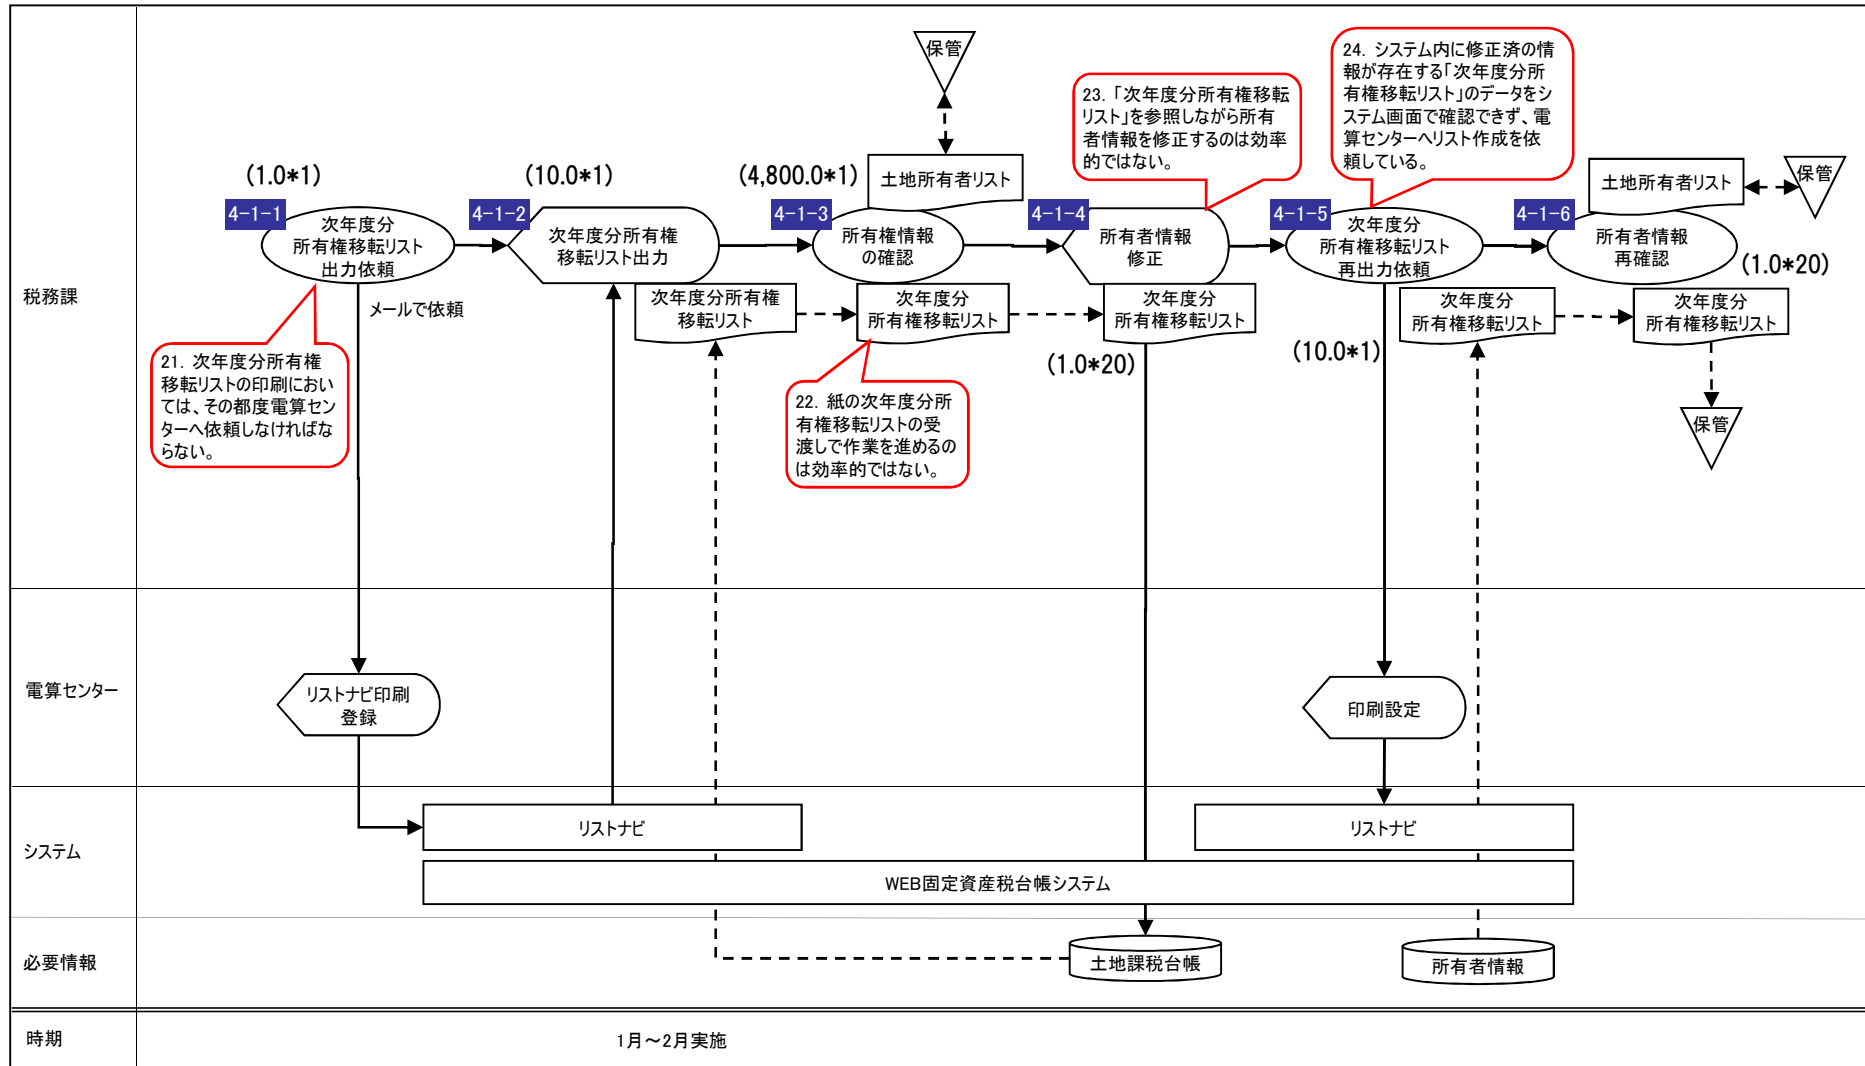 税務課
(1.0*1)
4-1-1
次年度分
所有権移転リスト
出力依頼
メールで依頼
21. 次年度分所有権
移転リストの印刷におい
ては、その都度電算セン
ターへ依頼しなければな
らない。
(10.0*1)
4-1-2
次年度分所有権
移転リスト出力
次年度分所有権
移転リスト
(4,800.0*1)
4-1-3
所有権情報
の確認
保管
土地所有者リスト
次年度分
所有権移転リスト
22. 紙の次年度分所
有権移転リストの受
渡しで作業を進めるの
は効率的ではない。
23. 「次年度分所有権移転
リスト」を参照しながら所有
者情報を修正するのは効率
的ではない。
4-1-4
所有者情報
修正
次年度分
所有権移転リスト
(1.0*20)
24. システム内に修正済の情
報が存在する「次年度分所
有権移転リスト」のデータをシ
ステム画面で確認できず、電
算センターへリスト作成を依
頼している。
4-1-5
次年度分
所有権移転リスト
再出力依頼
(10.0*1)
次年度分
所有権移転リスト
土地所有者リスト
保管
4-1-6
所有者情報
再確認
(1.0*20)
次年度分
所有権移転リスト
保管
電算センター
リストナビ印刷
登録
印刷設定
システム
リストナビ
リストナビ
WEB固定資産税台帳システム
必要情報
土地課税台帳
所有者情報
時期
1月～2月実施